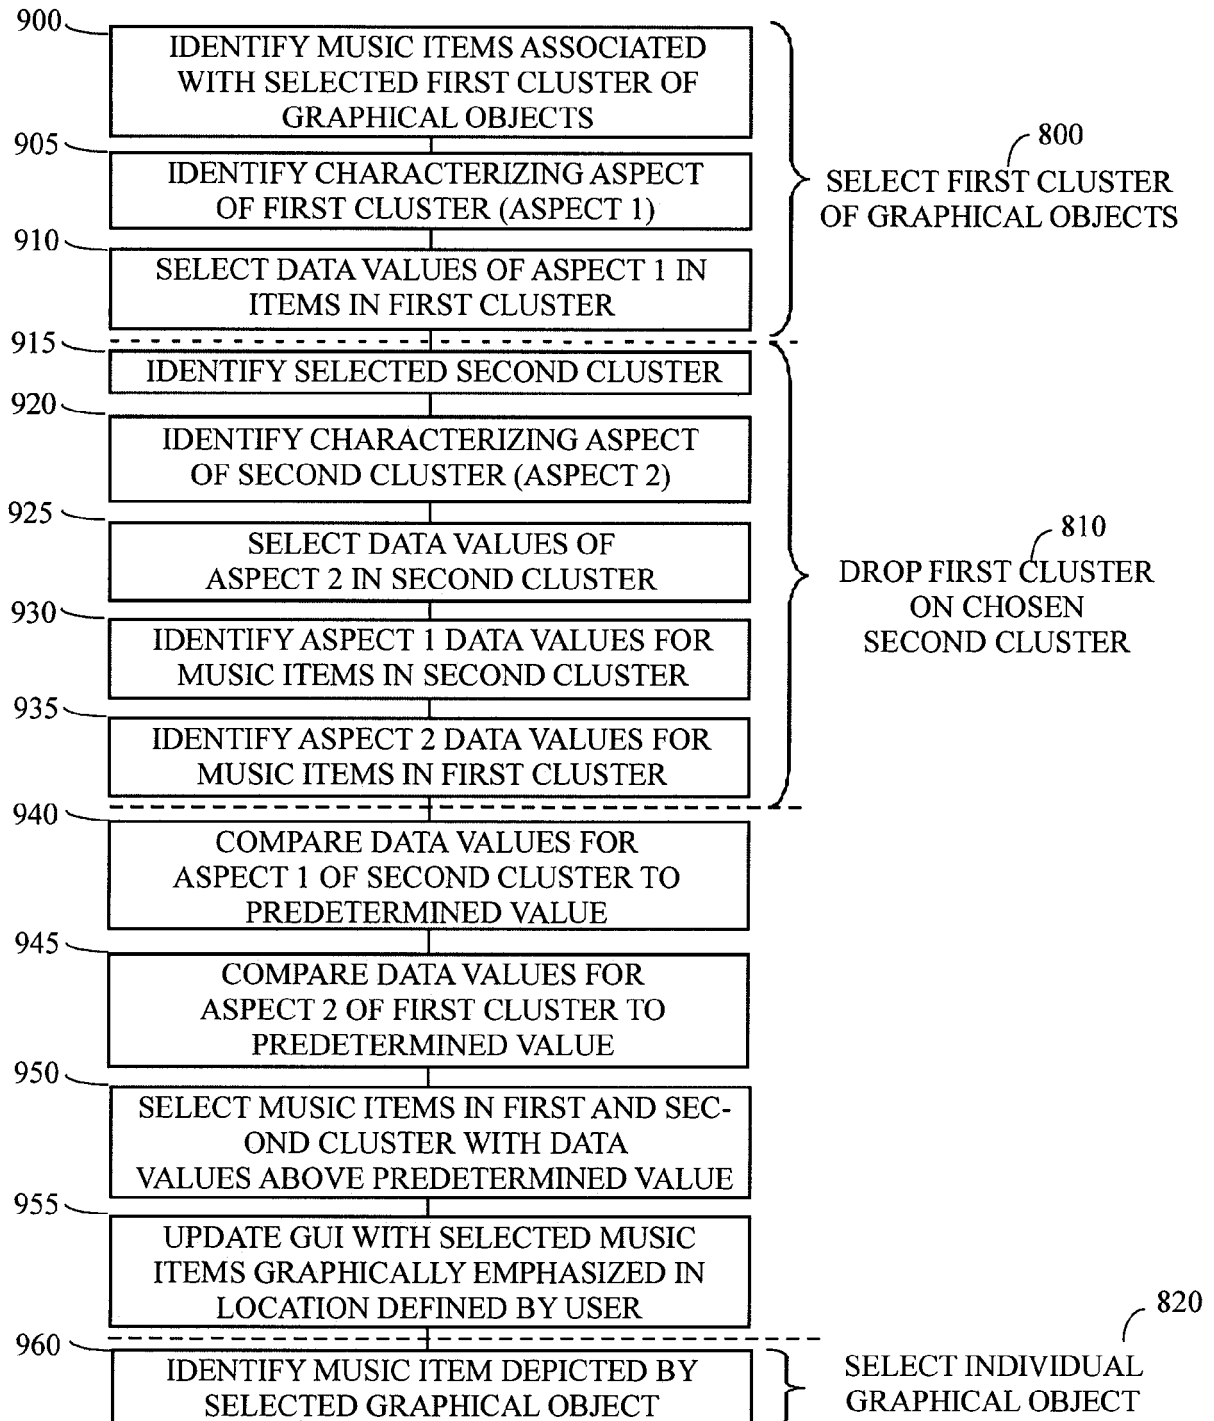 900
IDENTIFY MUSIC ITEMS ASSOCIATED
WITH SELECTED FIRST CLUSTER OF
GRAPHICAL OBJECTS
905
IDENTIFY CHARACTERIZING ASPECT
OF FIRST CLUSTER (ASPECT 1)
910
SELECT DATA VALUES OF ASPECT 1 IN
ITEMS IN FIRST CLUSTER
800
SELECT FIRST CLUSTER
OF GRAPHICAL OBJECTS
915
IDENTIFY SELECTED SECOND CLUSTER
920
IDENTIFY CHARACTERIZING ASPECT
OF SECOND CLUSTER (ASPECT 2)
925
SELECT DATA VALUES OF
ASPECT 2 IN SECOND CLUSTER
930
IDENTIFY ASPECT 1 DATA VALUES FOR
MUSIC ITEMS IN SECOND CLUSTER
935
IDENTIFY ASPECT 2 DATA VALUES FOR
MUSIC ITEMS IN FIRST CLUSTER
810
DROP FIRST CLUSTER
ON CHOSEN
SECOND CLUSTER
940
COMPARE DATA VALUES FOR
ASPECT 1 OF SECOND CLUSTER TO
PREDETERMINED VALUE
945
COMPARE DATA VALUES FOR
ASPECT 2 OF FIRST CLUSTER TO
PREDETERMINED VALUE
950
SELECT MUSIC ITEMS IN FIRST AND SEC-
OND CLUSTER WITH DATA
VALUES ABOVE PREDETERMINED VALUE
955
UPDATE GUI WITH SELECTED MUSIC
ITEMS GRAPHICALLY EMPHASIZED IN
LOCATION DEFINED BY USER
960
IDENTIFY MUSIC ITEM DEPICTED BY
SELECTED GRAPHICAL OBJECT
820
SELECT INDIVIDUAL
GRAPHICAL OBJECT